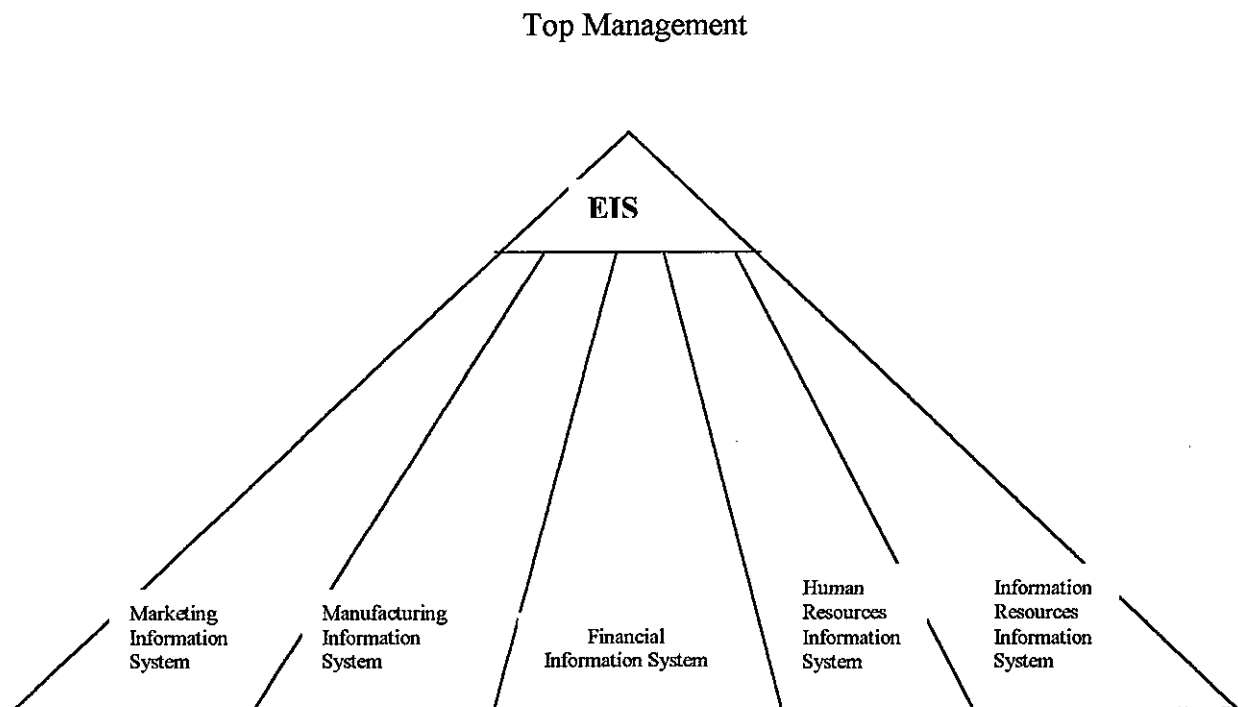 Top Management
EIS
Marketing
Information
System
Manufacturing
Information
System
Financial
Information System
Human
Resources
Information
System
Information
Resources
Information
System